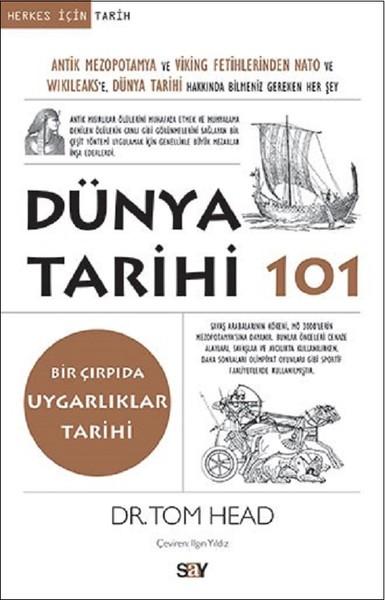 HERKES İÇİN TARİH
ANTİK MEZOPOTAMYA VE VİKİNG FETİHLERİNDEN NATO VE
WIKILEAKS'E, DÜNYA TARİHİ HAKKINDA BİLMENİZ GEREKEN HER ŞEY
ANTİK MISIRLILAR ÖLÜLERİNİ MUHAFAZA ETMEK VE MUMYALAMA
DENİLEN ÖLÜLERİN CANLI GİBİ GÖRÜNMELERİNİ SAĞLAYAN BİR
ÇEŞİT YÖNTEMİ UYGULAMAK İÇİN GENELLİKLE BÜYÜK MEZARLAR
İNŞA EDERLERDİ.
DÜNYA
TARİHİ 101
SAVAŞ ARABALARININ KÖKENİ, MÖ 3000'LERİN
MEZOPOTAMYA'SINA DAYANIR. BUNLAR ÖNCELERİ CENAZE
ALAYLARI, SAVAŞLAR VE AVCILIKTA KULLANILIRKEN,
DAHA SONRALARI OLİMPİYAT OYUNLARI GİBİ SPORTİF
FAALİYETLERDE KULLANILMIŞTIR.
BİR ÇIRPIDA
UYGARLIKLAR
TARİHİ
DR. TOM HEAD
Çeviren: Ilgın Yıldız
say